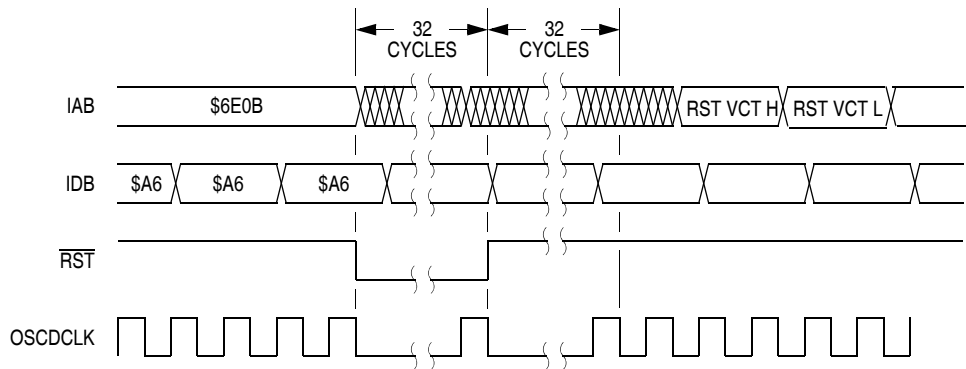 32
CYCLES
32
CYCLES
IAB
$6E0B
RST VCT H
RST VCT L
IDB
$A6
$A6
$A6
RST
OSCDCLK